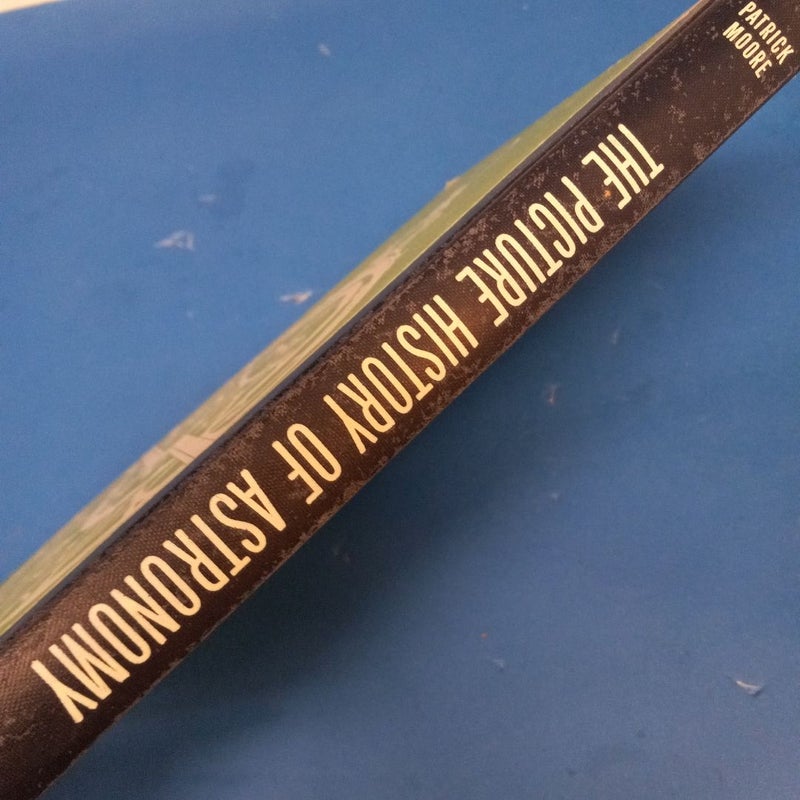 PATRICK
MOORE
THE PICTURE HISTORY OF ASTRONOMY